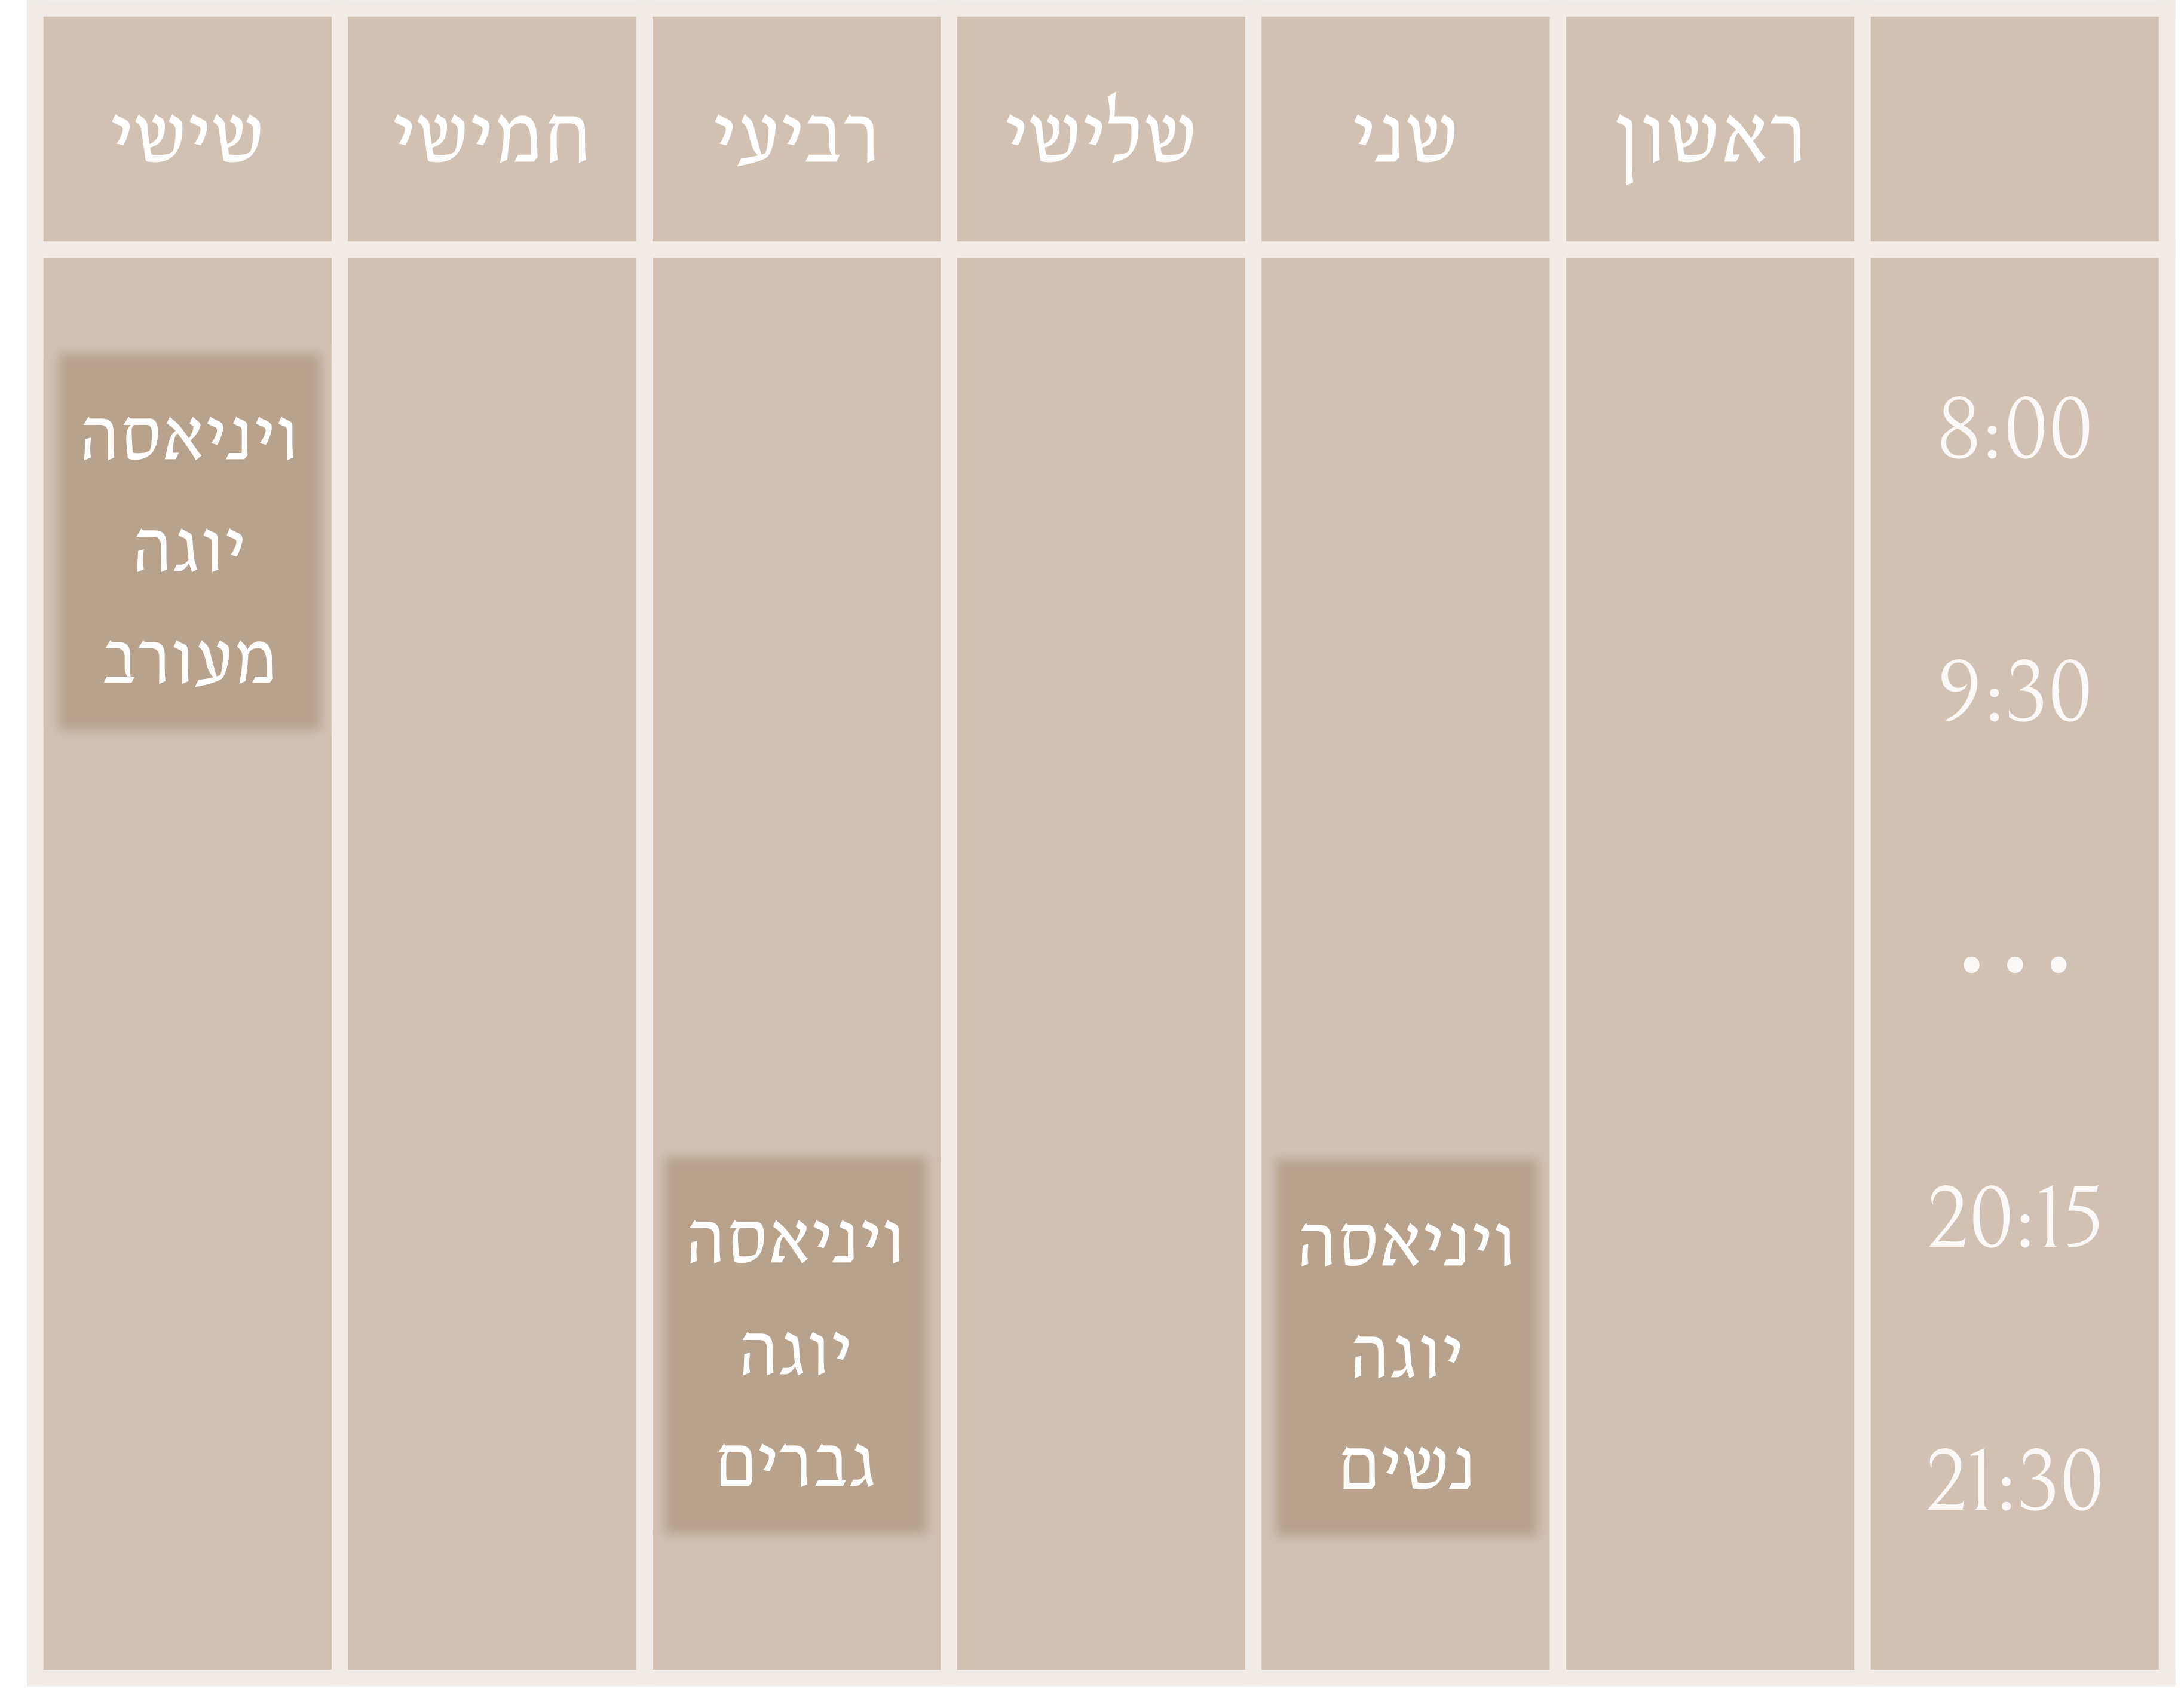 ראשון
שני
שלישי
רביעי
חמישי
שישי
8:00
9:30
...
20:15
21:30
ויניאסה
יוגה
נשים
ויניאסה
יוגה
גברים
ויניאסה
יוגה
מעורב